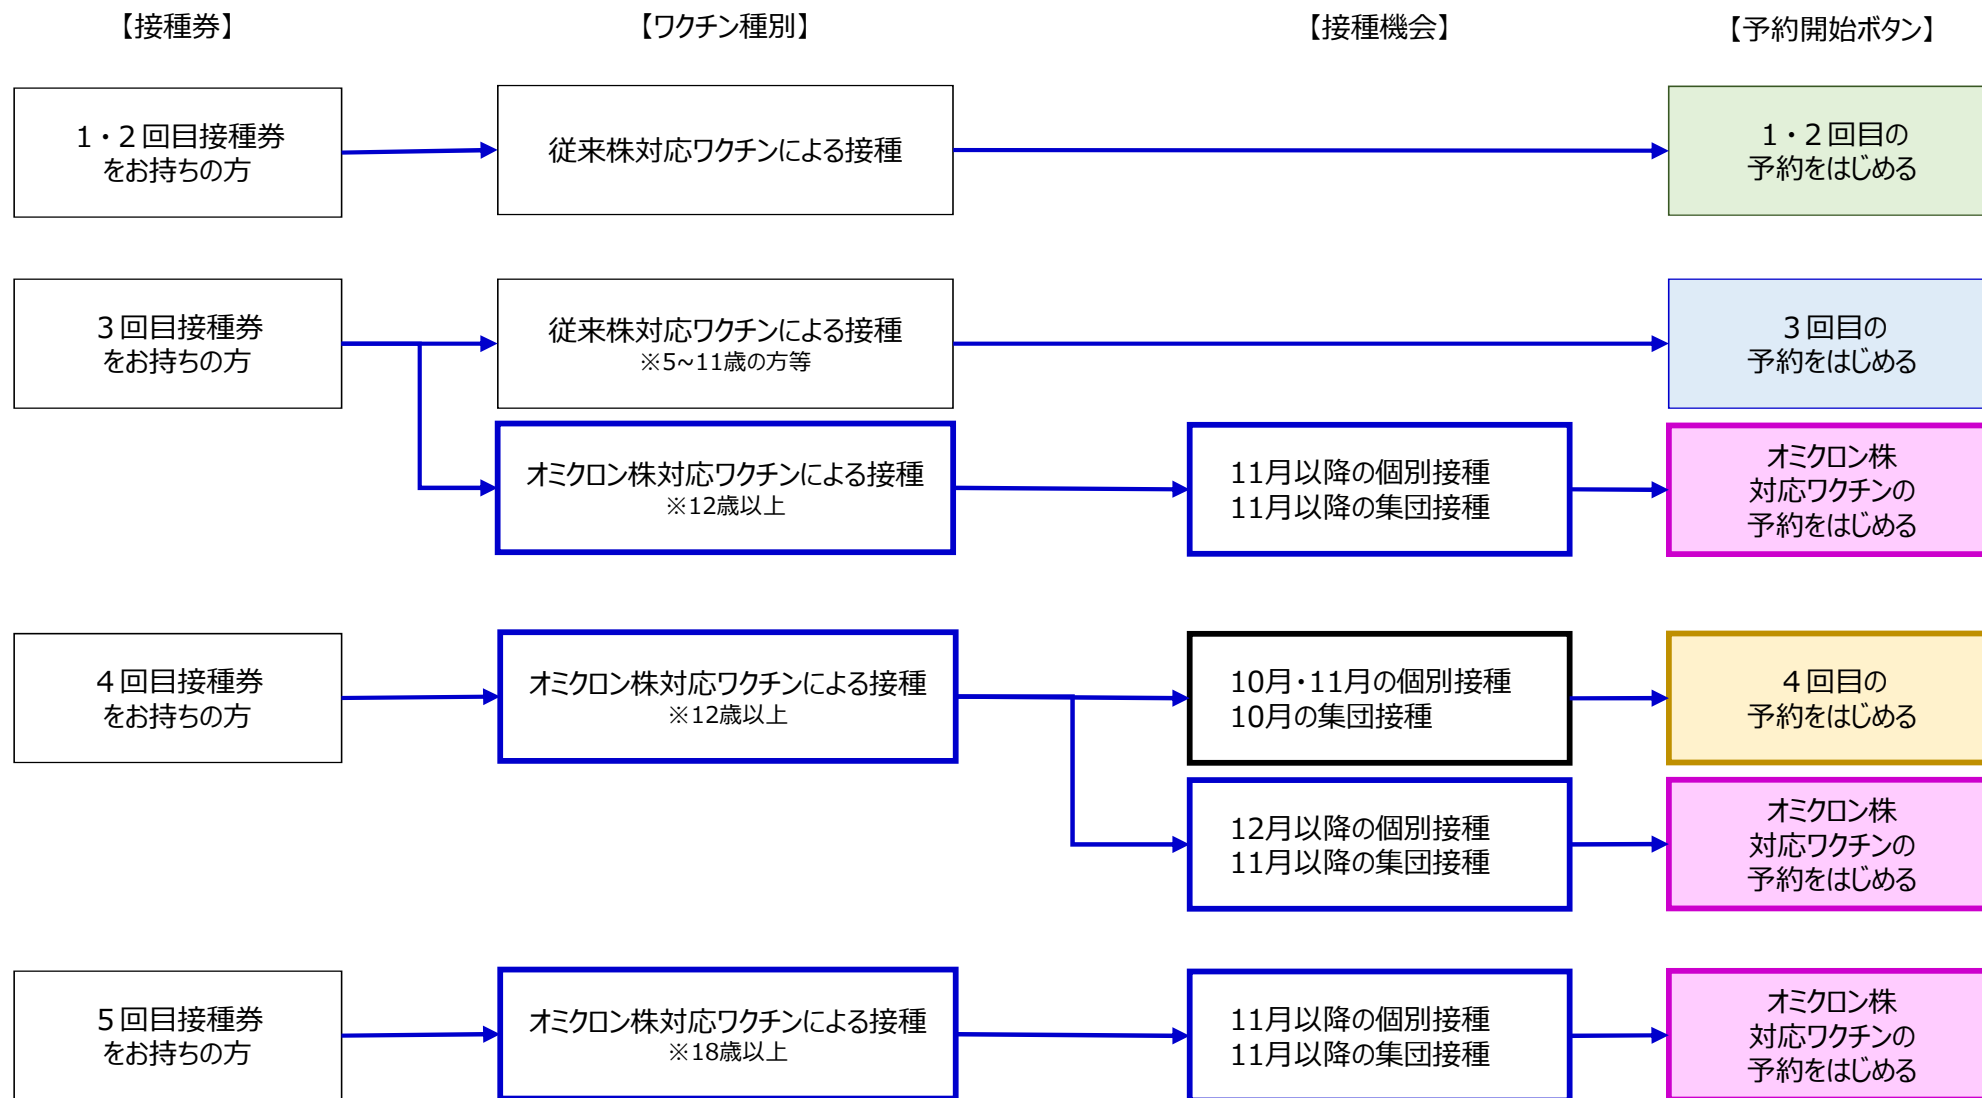 【接種券】
【ワクチン種別】
【接種機会】
【予約開始ボタン】
1・2回目接種券
をお持ちの方
従来株対応ワクチンによる接種
1・2回目の
予約をはじめる
3回目接種券
をお持ちの方
従来株対応ワクチンによる接種
※5~11歳の方等
3回目の
予約をはじめる
オミクロン株対応ワクチンによる接種
※12歳以上
11月以降の個別接種
11月以降の集団接種
オミクロン株
対応ワクチンの
予約をはじめる
4回目接種券
をお持ちの方
オミクロン株対応ワクチンによる接種
※12歳以上
10月・11月の個別接種
10月の集団接種
4回目の
予約をはじめる
12月以降の個別接種
11月以降の集団接種
オミクロン株
対応ワクチンの
予約をはじめる
5回目接種券
をお持ちの方
オミクロン株対応ワクチンによる接種
※18歳以上
11月以降の個別接種
11月以降の集団接種
オミクロン株
対応ワクチンの
予約をはじめる